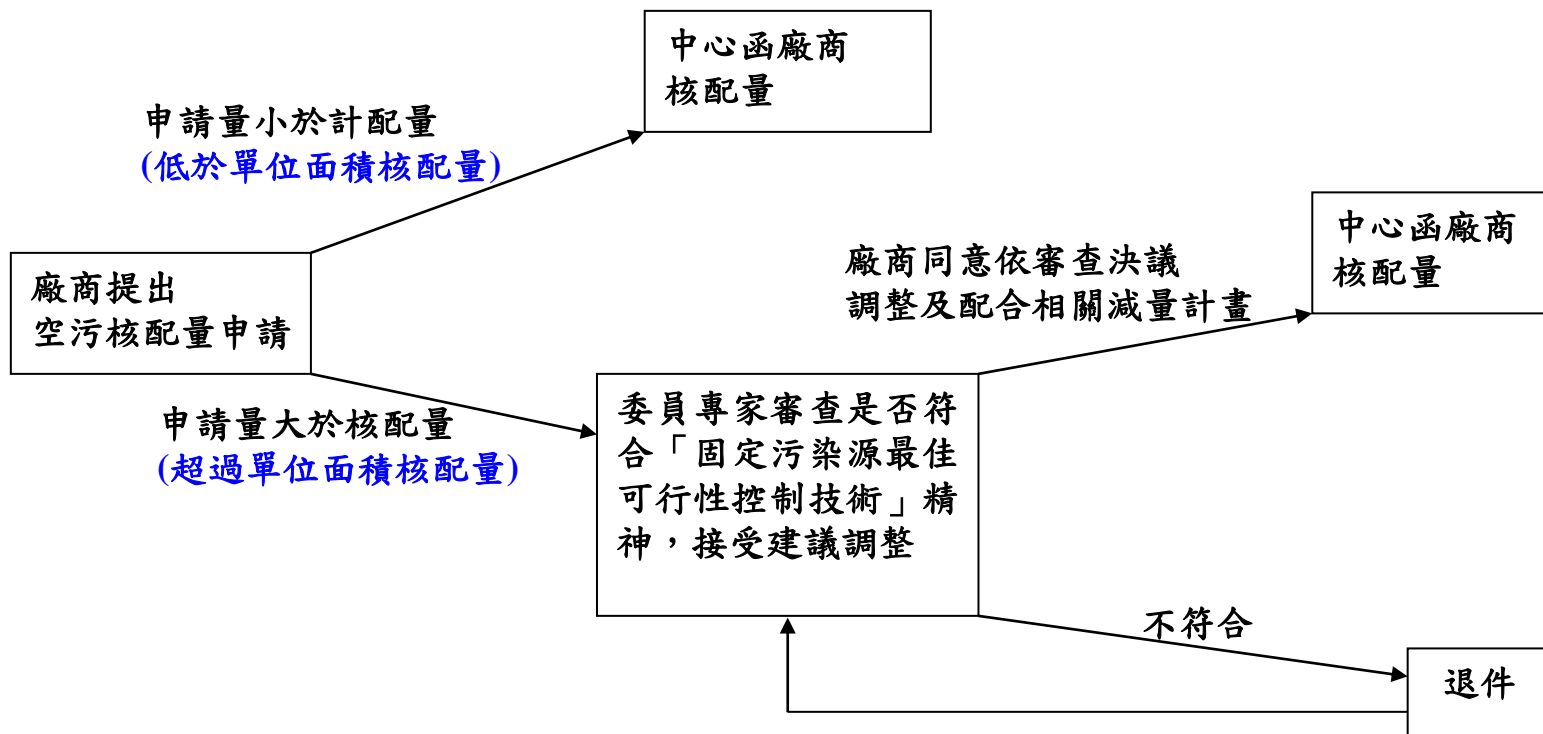 中心函廠商
核配量
申請量小於計配量
(低於單位面積核配量)
中心函廠商
核配量
廠商同意依審查決議
調整及配合相關減量計畫
廠商提出
空污核配量申請
申請量大於核配量
(超過單位面積核配量)
委員專家審查是否符
合「固定污染源最佳
可行性控制技術」精
神，接受建議調整
不符合
退件